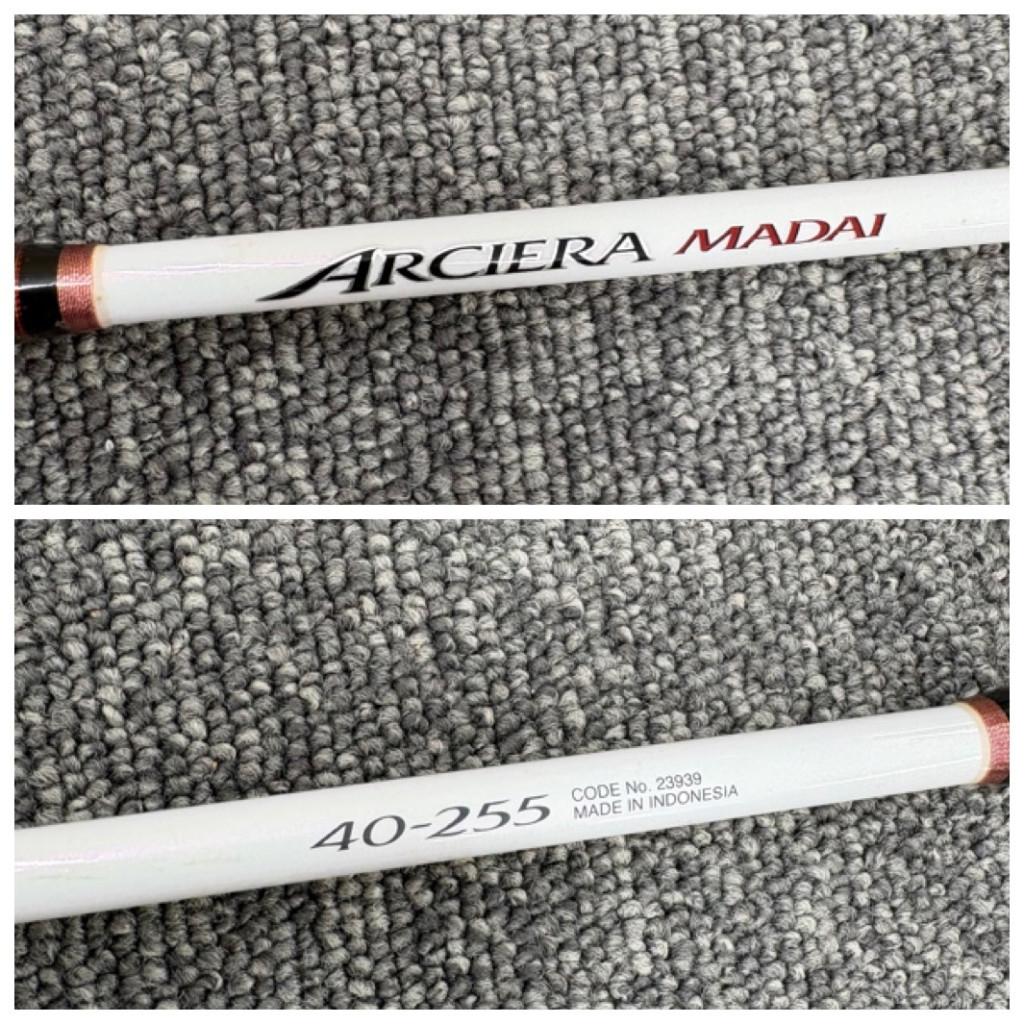 ARCIERA MADAI
40-255
CODE No. 23939
MADE IN INDONESIA